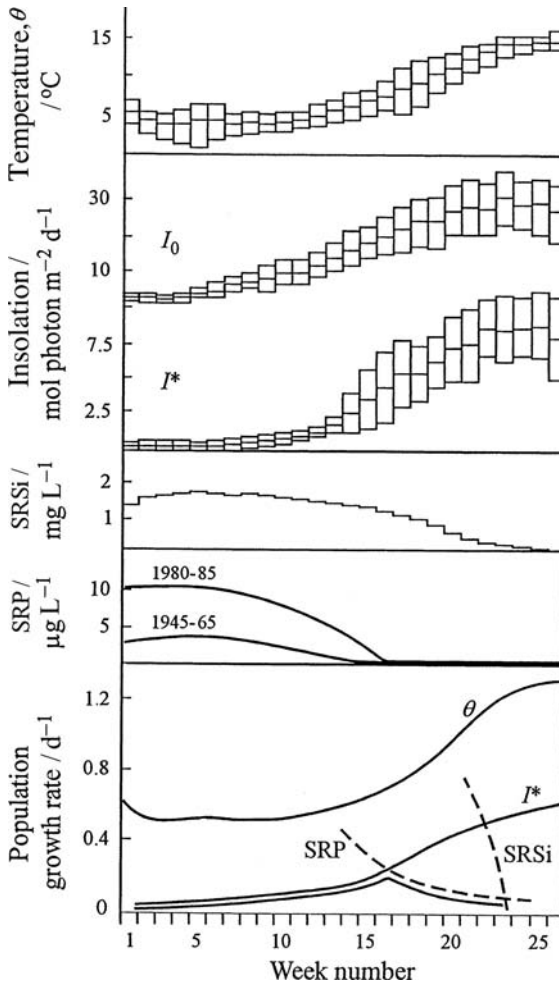 Temperature, θ
/ °C
15
5
Insolation /
mol photon m⁻² d⁻¹
30
10
I₀
7.5
2.5
I*
SRSi /
mg L⁻¹
2
1
SRP /
µg L⁻¹
10
5
1980-85
1945-65
Population
growth rate / d⁻¹
1.2
0.8
0.4
0
θ
I*
SRP
SRSi
1 5 10 15 20 25
Week number